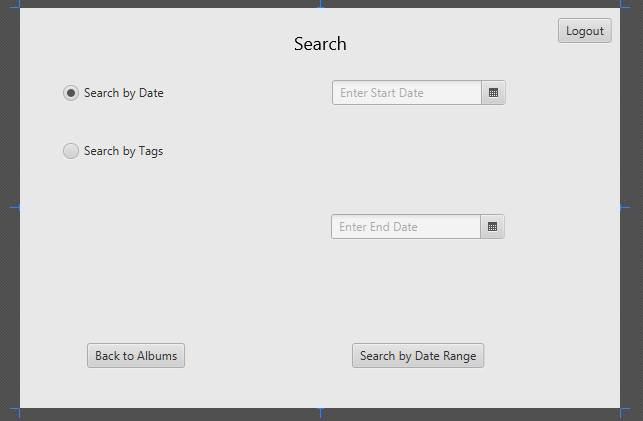 Logout
Search
Search by Date
Enter Start Date
Search by Tags
Enter End Date
Back to Albums
Search by Date Range